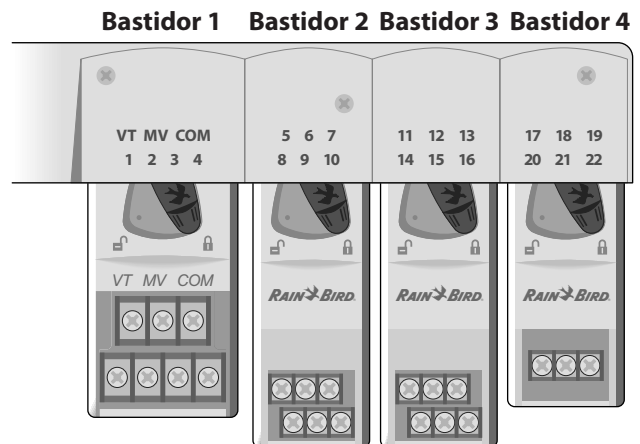 Bastidor 1 Bastidor 2 Bastidor 3 Bastidor 4
VT MV COM 5 6 7 11 12 13 17 18 19
1 2 3 4 8 9 10 14 15 16 20 21 22
VT MV COM
RAIN BIRD. RAIN BIRD. RAIN BIRD.